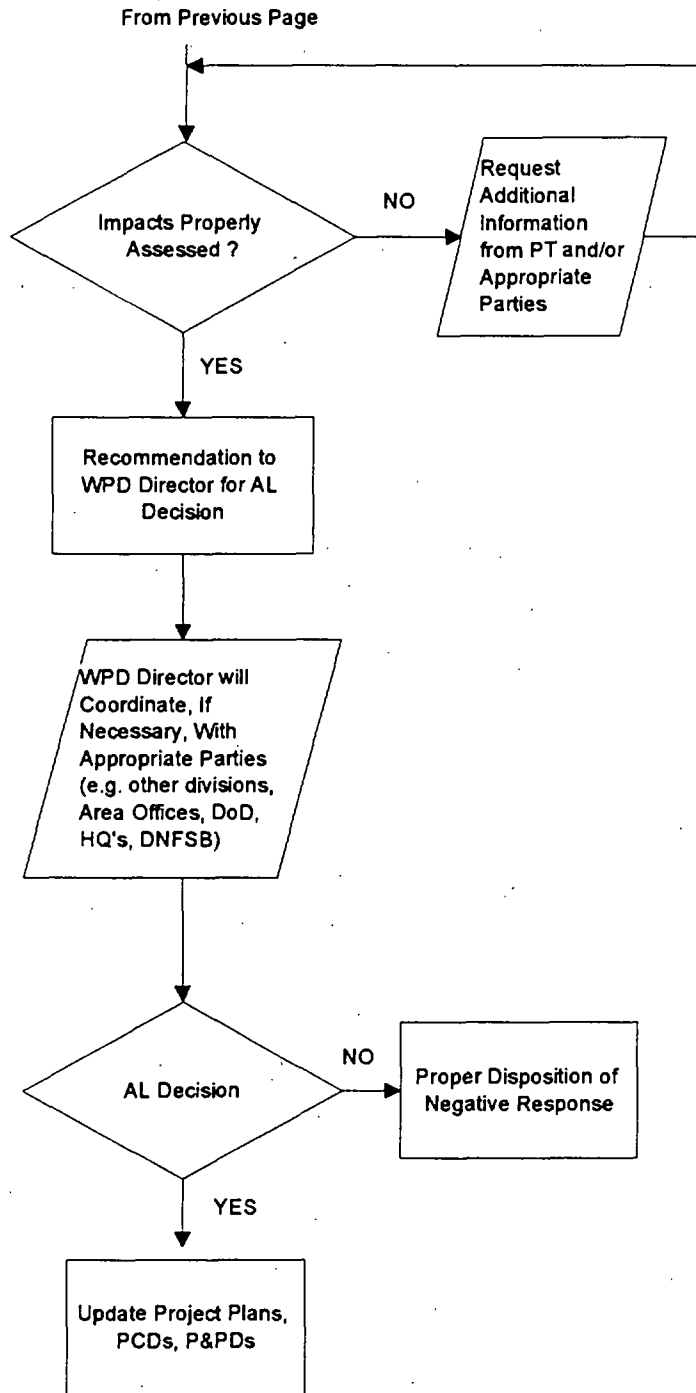 From Previous Page
Impacts Properly
Assessed ?
NO
Request
Additional
Information
from PT and/or
Appropriate
Parties
YES
Recommendation to
WPD Director for AL
Decision
WPD Director will
Coordinate, If
Necessary, With
Appropriate Parties
(e.g. other divisions,
Area Offices, DoD,
HQ's, DNFSB)
AL Decision
NO
Proper Disposition of
Negative Response
YES
Update Project Plans,
PCDs, P&PDs